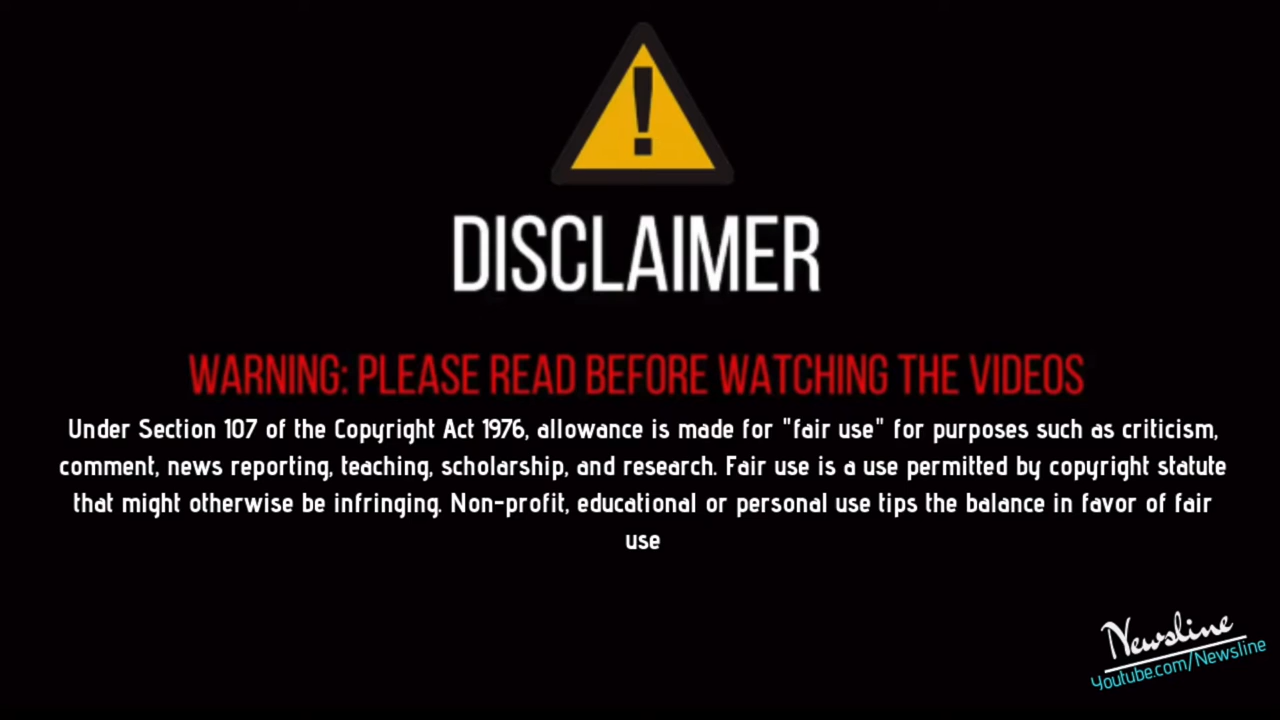 !
DISCLAIMER
WARNING: PLEASE READ BEFORE WATCHING THE VIDEOS
Under Section 107 of the Copyright Act 1976, allowance is made for "fair use" for purposes such as criticism,
comment, news reporting, teaching, scholarship, and research. Fair use is a use permitted by copyright statute
that might otherwise be infringing. Non-profit, educational or personal use tips the balance in favor of fair
use
Newsline
Youtube.com/Newsline